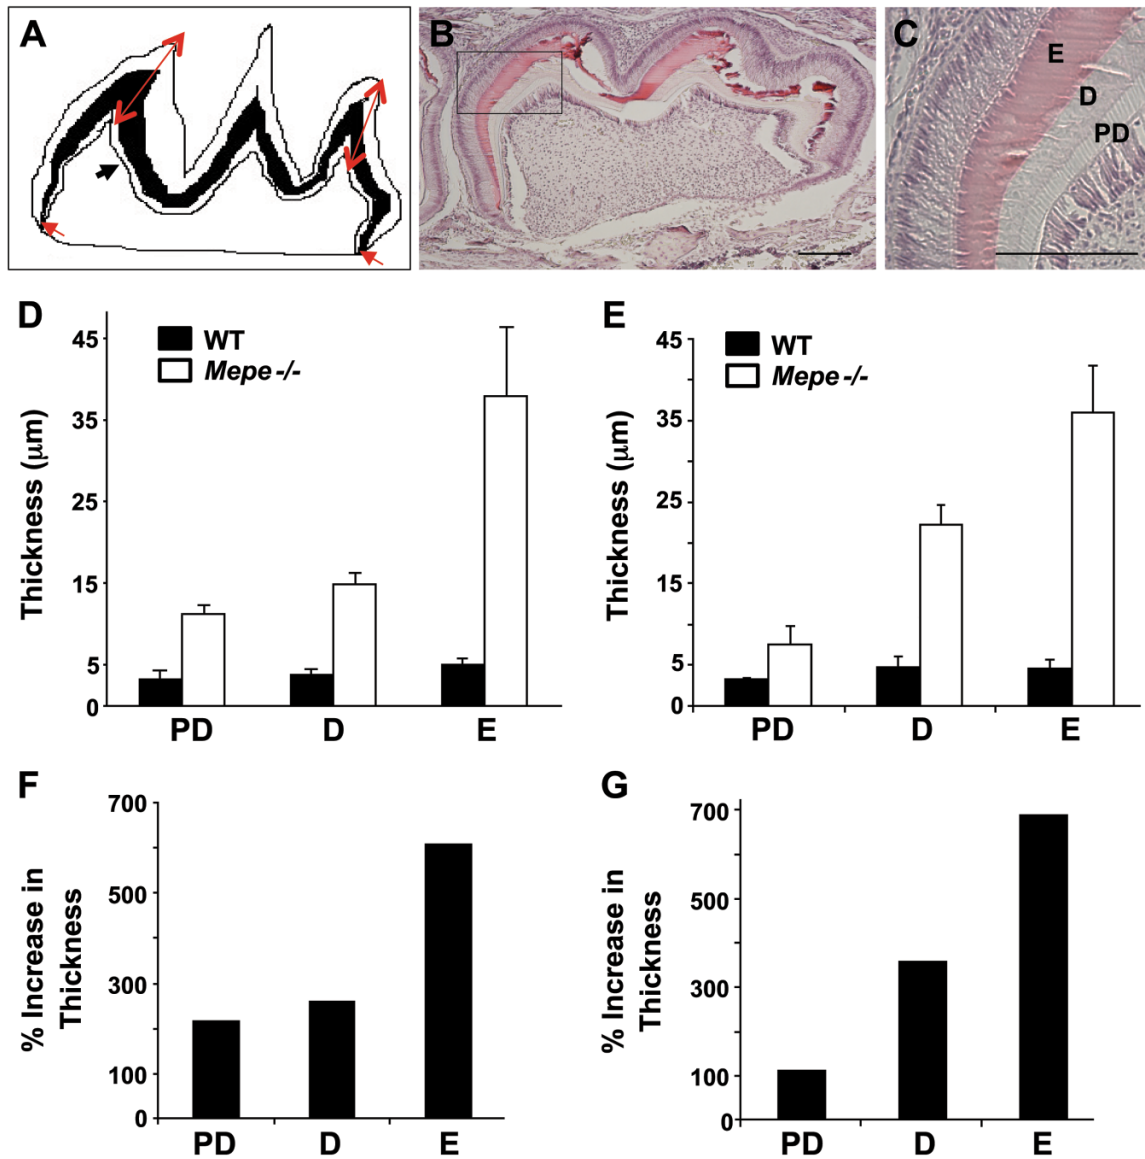 A
B
C
E
D
PD
D
WT
Mepe -/-
Thickness (μm)
45
35
25
15
5
0
PD D E
E
WT
Mepe -/-
Thickness (μm)
45
35
25
15
5
0
PD D E
F
% Increase in
Thickness
700
500
300
100
0
PD D E
G
% Increase in
Thickness
700
500
300
100
0
PD D E